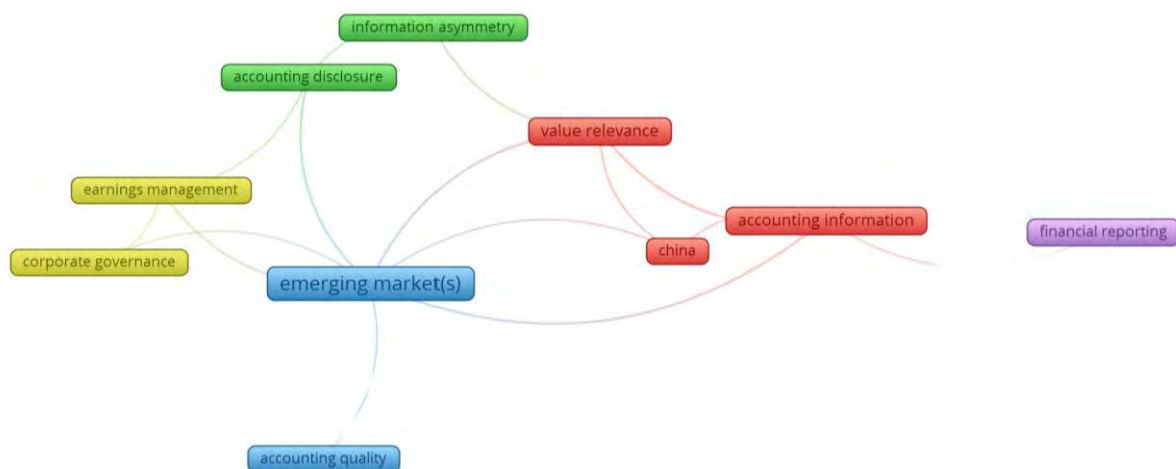 information asymmetry
accounting disclosure
value relevance
earnings management
accounting information
financial reporting
china
corporate governance
emerging market(s)
accounting quality